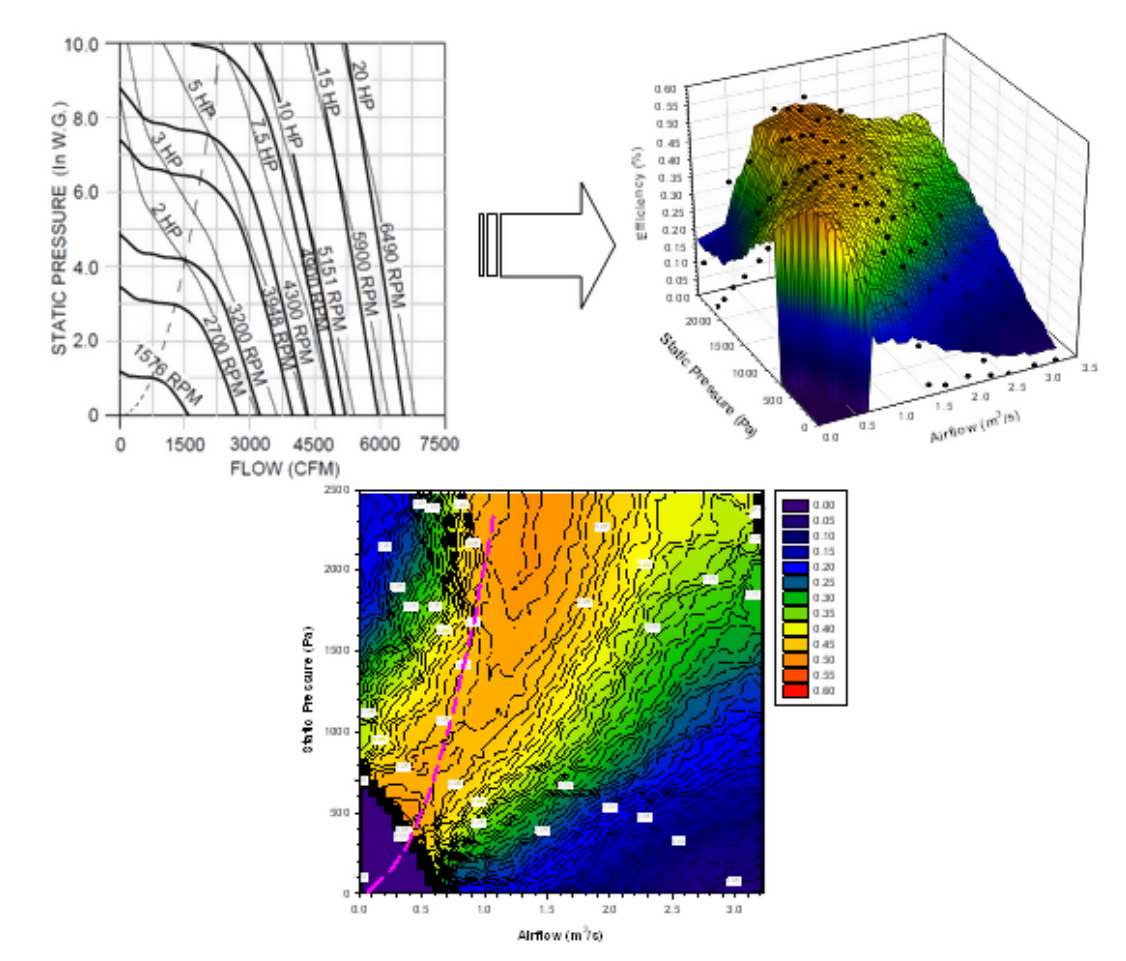 10.0
8.0
6.0
4.0
2.0
0
STATIC PRESSURE (In W.G.)
0 1500 3000 4500 6000 7500
FLOW (CFM)
2 HP
3 HP
5 HP
7.5 HP
10 HP
15 HP
20 HP
1576 RPM
2700 RPM
3200 RPM
3948 RPM
4300 RPM
4900 RPM
5151 RPM
5900 RPM
6490 RPM
0.60
0.55
0.50
0.45
0.40
0.35
0.30
0.25
0.20
0.15
0.10
0.05
0.00
Efficiency (%)
2000
1500
1000
500
0
Static Pressure (Pa)
0.0 0.5 1.0 1.5 2.0 2.5 3.0 3.5
Airflow (m³/s)
2500
2000
1500
1000
500
0
Static Pressure (Pa)
0.0 0.5 1.0 1.5 2.0 2.5 3.0
Airflow (m³/s)
0.00
0.05
0.10
0.15
0.20
0.25
0.30
0.35
0.40
0.45
0.50
0.55
0.60